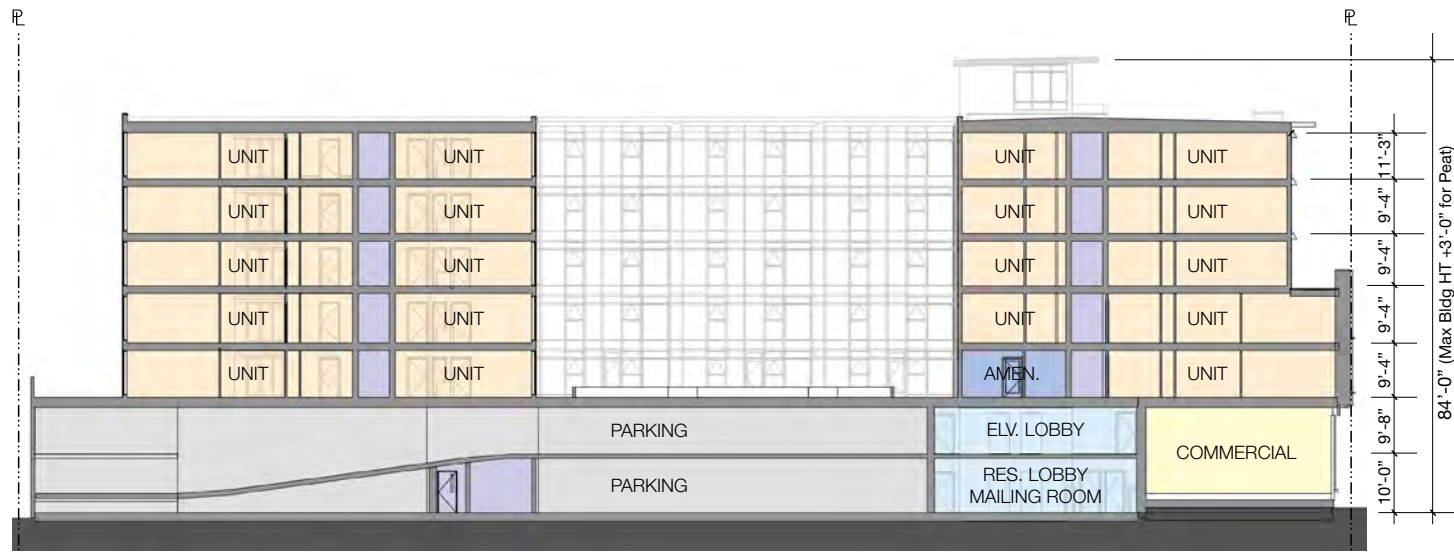 PL
PL
UNIT
UNIT
UNIT
UNIT
11'-3"
UNIT
UNIT
UNIT
UNIT
9'-4"
UNIT
UNIT
UNIT
UNIT
9'-4"
UNIT
UNIT
UNIT
UNIT
9'-4"
UNIT
UNIT
AMEN.
UNIT
9'-4"
84'-0" (Max Bldg HT +3'-0" for Peat)
PARKING
ELV. LOBBY
9'-8"
COMMERCIAL
PARKING
RES. LOBBY
MAILING ROOM
10'-0"